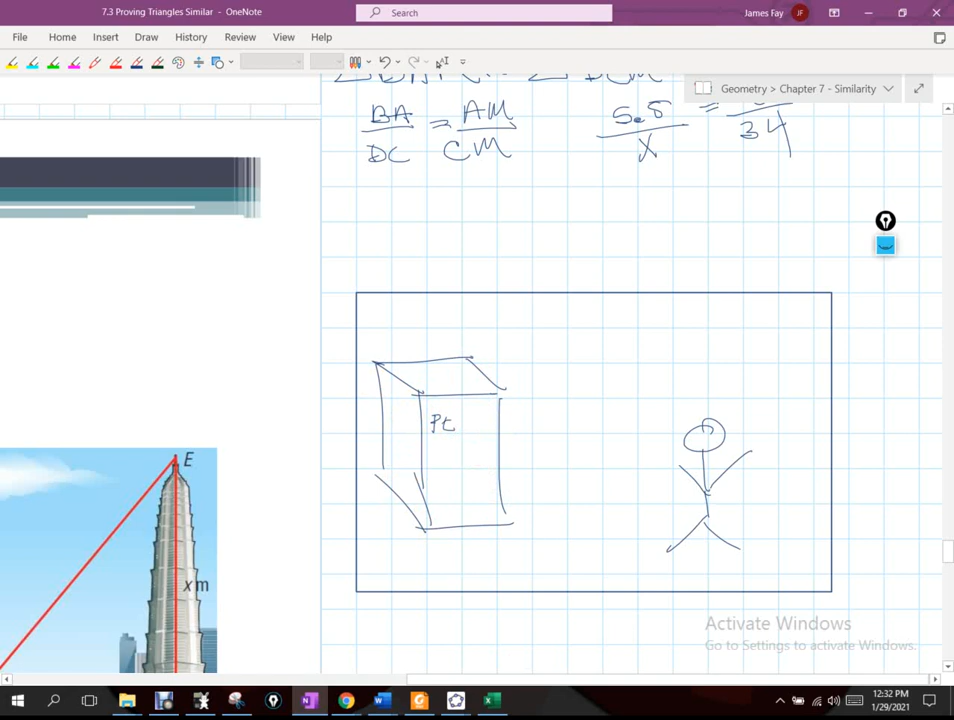 7.3 Proving Triangles Similar - OneNote
Search
James Fay
JF
File Home Insert Draw History Review View Help
Geometry > Chapter 7 - Similarity
BA/DC = AM/CM
5.8/x =
34
Pt
E
x m
Activate Windows
Go to Settings to activate Windows.
12:32 PM
1/29/2021